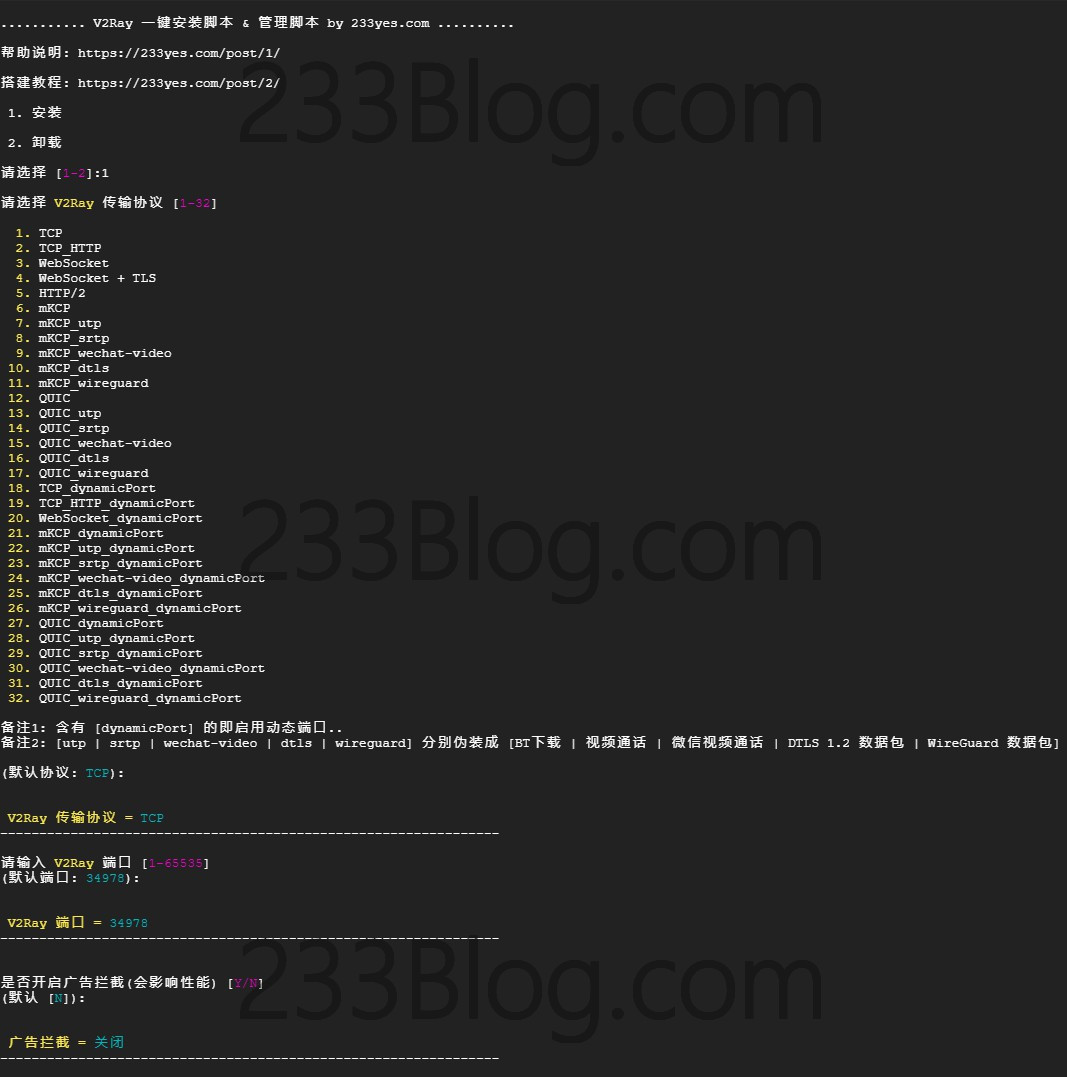 ........... V2Ray 一键安装脚本 & 管理脚本 by 233yes.com ..........
帮助说明: https://233yes.com/post/1/
搭建教程: https://233yes.com/post/2/
233Blog.com
1. 安装
2. 卸载
请选择 [1-2]:1
请选择 V2Ray 传输协议 [1-32]
1. TCP
2. TCP_HTTP
3. WebSocket
4. WebSocket + TLS
5. HTTP/2
6. mKCP
7. mKCP_utp
8. mKCP_srtp
9. mKCP_wechat-video
10. mKCP_dtls
11. mKCP_wireguard
12. QUIC
13. QUIC_utp
14. QUIC_srtp
15. QUIC_wechat-video
16. QUIC_dtls
17. QUIC_wireguard
18. TCP_dynamicPort
19. TCP_HTTP_dynamicPort
20. WebSocket_dynamicPort
21. mKCP_dynamicPort
233Blog.com
22. mKCP_utp_dynamicPort
23. mKCP_srtp_dynamicPort
24. mKCP_wechat-video_dynamicPort
25. mKCP_dtls_dynamicPort
26. mKCP_wireguard_dynamicPort
27. QUIC_dynamicPort
28. QUIC_utp_dynamicPort
29. QUIC_srtp_dynamicPort
30. QUIC_wechat-video_dynamicPort
31. QUIC_dtls_dynamicPort
32. QUIC_wireguard_dynamicPort
备注1: 含有 [dynamicPort] 的即启用动态端口..
备注2: [utp | srtp | wechat-video | dtls | wireguard] 分别伪装成 [BT下载 | 视频通话 | 微信视频通话 | DTLS 1.2 数据包 | WireGuard 数据包]
(默认协议: TCP):
V2Ray 传输协议 = TCP
----------------------------------------------------------------
请输入 V2Ray 端口 [1-65535]
(默认端口: 34978):
V2Ray 端口 = 34978
----------------------------------------------------------------
233Blog.com
是否开启广告拦截(会影响性能) [Y/N]
(默认 [N]):
广告拦截 = 关闭
----------------------------------------------------------------